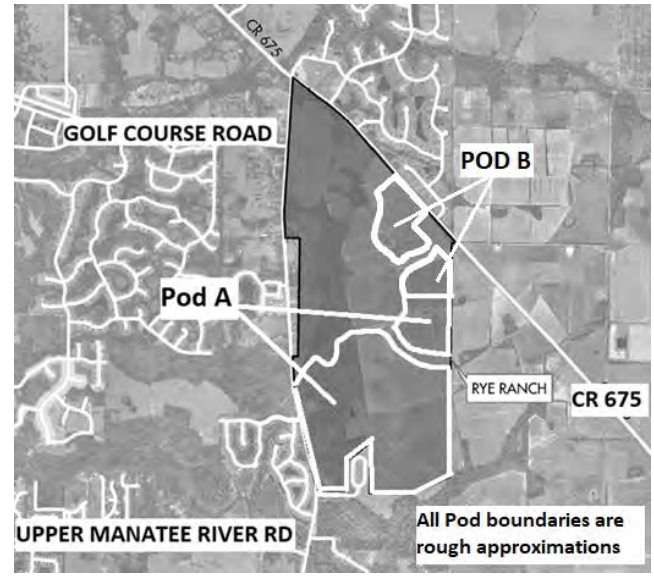 CR 675
GOLF COURSE ROAD
POD B
Pod A
RYE RANCH
CR 675
UPPER MANATEE RIVER RD
All Pod boundaries are
rough approximations